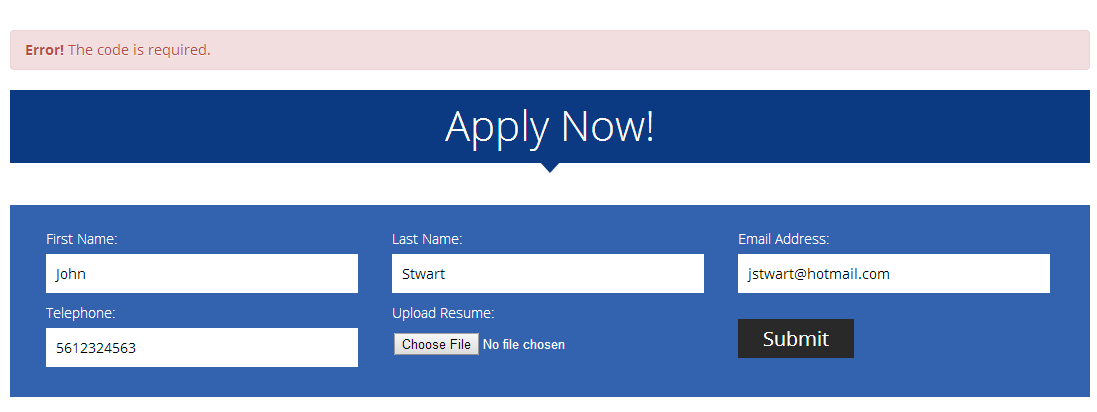 Error! The code is required.
Apply Now!
First Name:
Last Name:
Email Address:
John
Stwart
jstwart@hotmail.com
Telephone:
Upload Resume:
5612324563
Choose File No file chosen
Submit